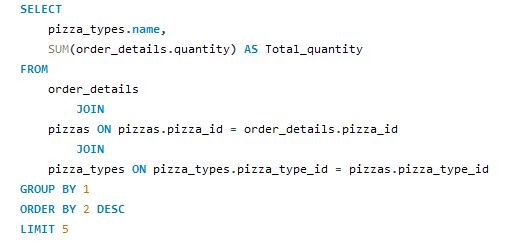 SELECT
pizza_types.name,
SUM(order_details.quantity) AS Total_quantity
FROM
order_details
JOIN
pizzas ON pizzas.pizza_id = order_details.pizza_id
JOIN
pizza_types ON pizza_types.pizza_type_id = pizzas.pizza_type_id
GROUP BY 1
ORDER BY 2 DESC
LIMIT 5